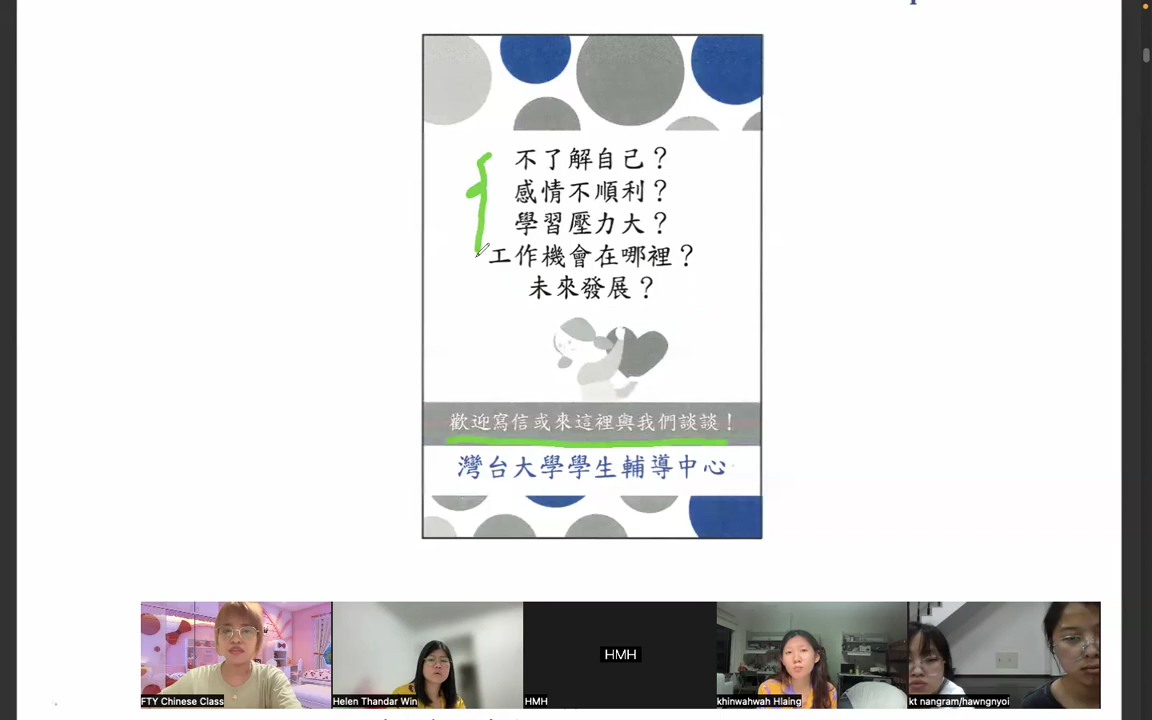 不了解自己？
感情不順利？
學習壓力大？
工作機會在哪裡？
未來發展？
歡迎寫信或來這裡與我們談談！
灣台大學學生輔導中心
HMH
FTY Chinese Class
Helen Thandar Win
HMH
khinwahwah Hlaing
kt nangram/hawngnyoi